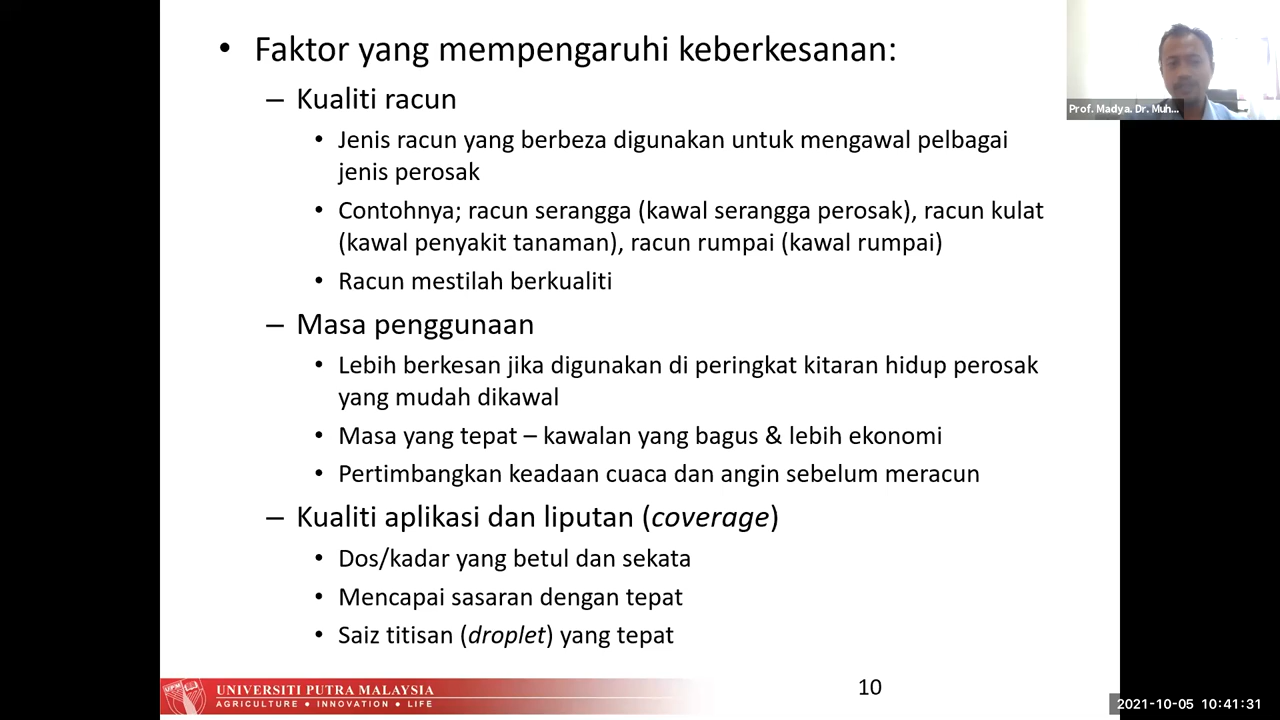 • Faktor yang mempengaruhi keberkesanan:
– Kualiti racun
• Jenis racun yang berbeza digunakan untuk mengawal pelbagai
jenis perosak
• Contohnya; racun serangga (kawal serangga perosak), racun kulat
(kawal penyakit tanaman), racun rumpai (kawal rumpai)
• Racun mestilah berkualiti
– Masa penggunaan
• Lebih berkesan jika digunakan di peringkat kitaran hidup perosak
yang mudah dikawal
• Masa yang tepat – kawalan yang bagus & lebih ekonomi
• Pertimbangkan keadaan cuaca dan angin sebelum meracun
– Kualiti aplikasi dan liputan (coverage)
• Dos/kadar yang betul dan sekata
• Mencapai sasaran dengan tepat
• Saiz titisan (droplet) yang tepat
Prof. Madya. Dr. Muh...
UPM
UNIVERSITI PUTRA MALAYSIA
AGRICULTURE • INNOVATION • LIFE
10
2021-10-05 10:41:31